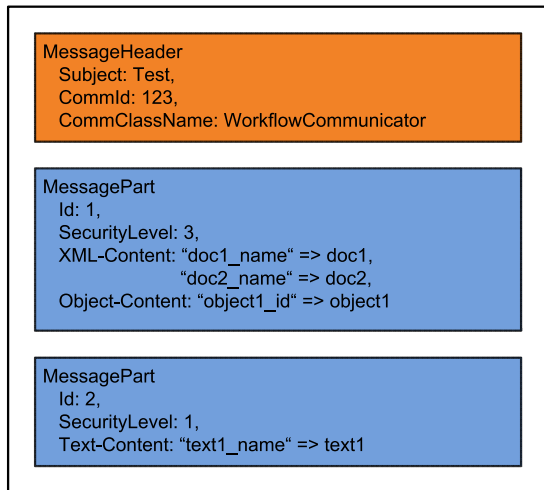 MessageHeader
Subject: Test,
CommId: 123,
CommClassName: WorkflowCommunicator
MessagePart
Id: 1,
SecurityLevel: 3,
XML-Content: “doc1_name“ => doc1,
“doc2_name“ => doc2,
Object-Content: “object1_id“ => object1
MessagePart
Id: 2,
SecurityLevel: 1,
Text-Content: “text1_name“ => text1